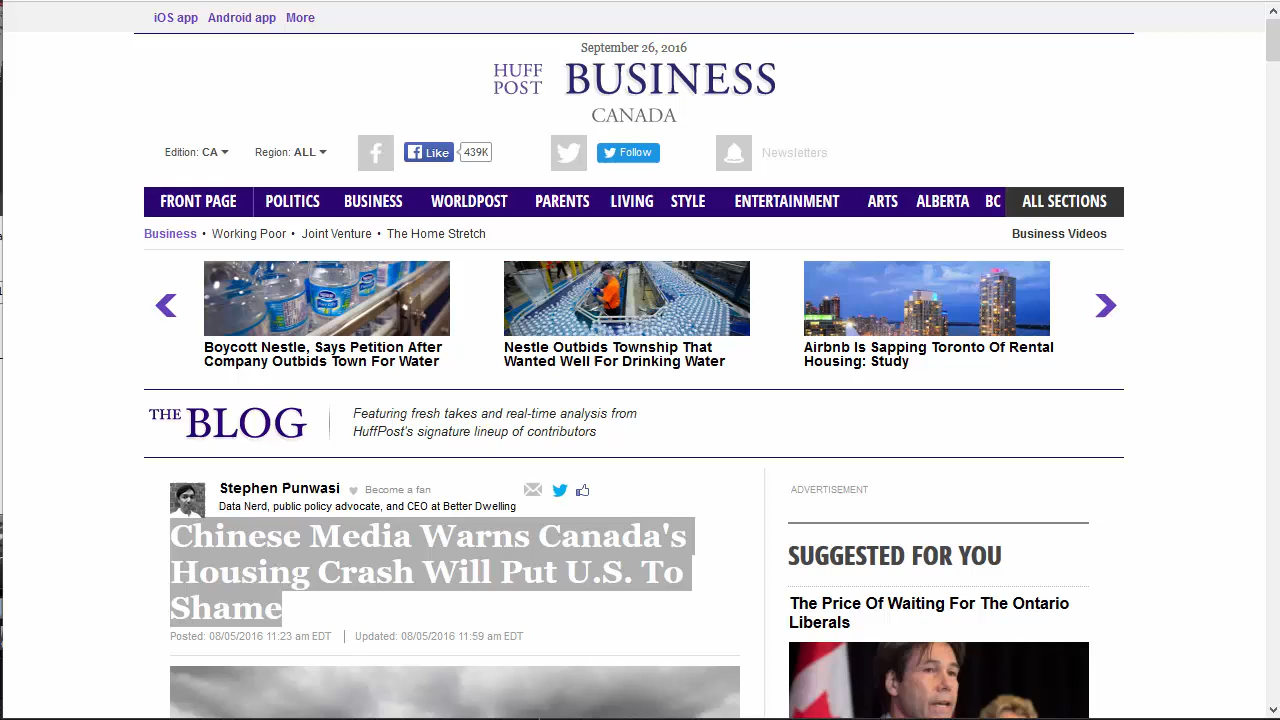 iOS app Android app More
September 26, 2016
HUFF
POST
BUSINESS
CANADA
Edition: CA Region: ALL Like 439K Follow Newsletters
FRONT PAGE POLITICS BUSINESS WORLDPOST PARENTS LIVING STYLE ENTERTAINMENT ARTS ALBERTA BC ALL SECTIONS
Business • Working Poor • Joint Venture • The Home Stretch Business Videos
Boycott Nestle, Says Petition After
Company Outbids Town For Water
Nestle Outbids Township That
Wanted Well For Drinking Water
Airbnb Is Sapping Toronto Of Rental
Housing: Study
THE BLOG
Featuring fresh takes and real-time analysis from
HuffPost's signature lineup of contributors
Stephen Punwasi Become a fan
Data Nerd, public policy advocate, and CEO at Better Dwelling
Chinese Media Warns Canada's
Housing Crash Will Put U.S. To
Shame
Posted: 08/05/2016 11:23 am EDT | Updated: 08/05/2016 11:59 am EDT
ADVERTISEMENT
SUGGESTED FOR YOU
The Price Of Waiting For The Ontario
Liberals